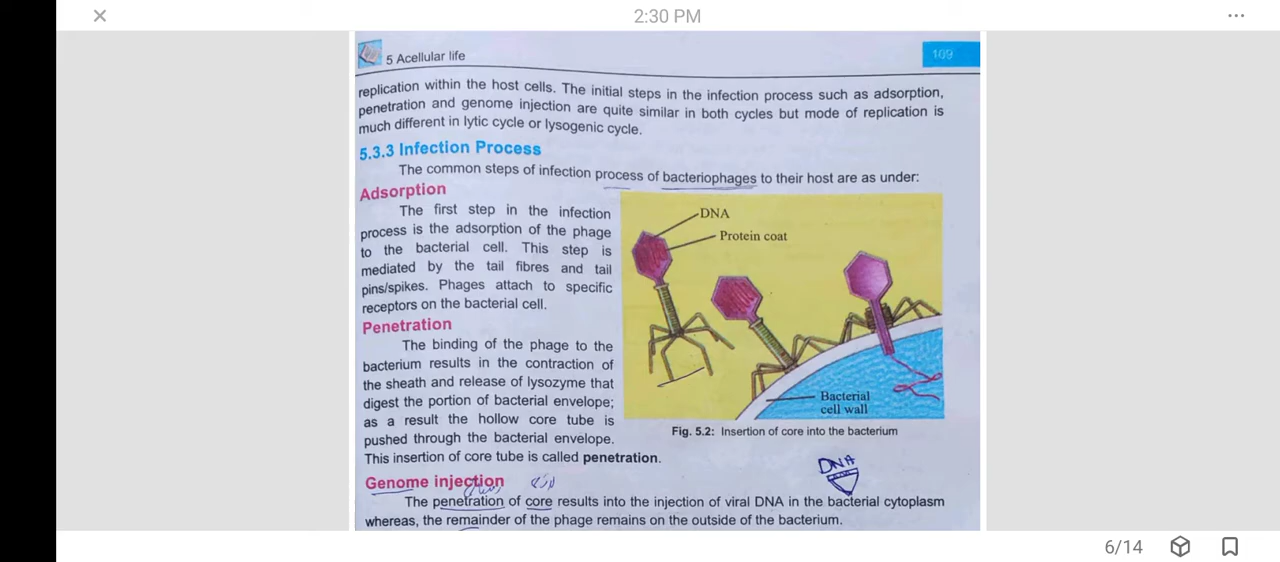 2:30 PM
5 Acellular life
169
replication within the host cells. The initial steps in the infection process such as adsorption,
penetration and genome injection are quite similar in both cycles but mode of replication is
much different in lytic cycle or lysogenic cycle.
5.3.3 Infection Process
The common steps of infection process of bacteriophages to their host are as under:
Adsorption
The first step in the infection
process is the adsorption of the phage
to the bacterial cell. This step is
mediated by the tail fibres and tail
pins/spikes. Phages attach to specific
receptors on the bacterial cell.
Penetration
The binding of the phage to the
bacterium results in the contraction of
the sheath and release of lysozyme that
digest the portion of bacterial envelope;
as a result the hollow core tube is
pushed through the bacterial envelope.
This insertion of core tube is called penetration.
DNA
Protein coat
Bacterial
cell wall
Fig. 5.2: Insertion of core into the bacterium
DNA
Genome injection
The penetration of core results into the injection of viral DNA in the bacterial cytoplasm
whereas, the remainder of the phage remains on the outside of the bacterium.
6/14